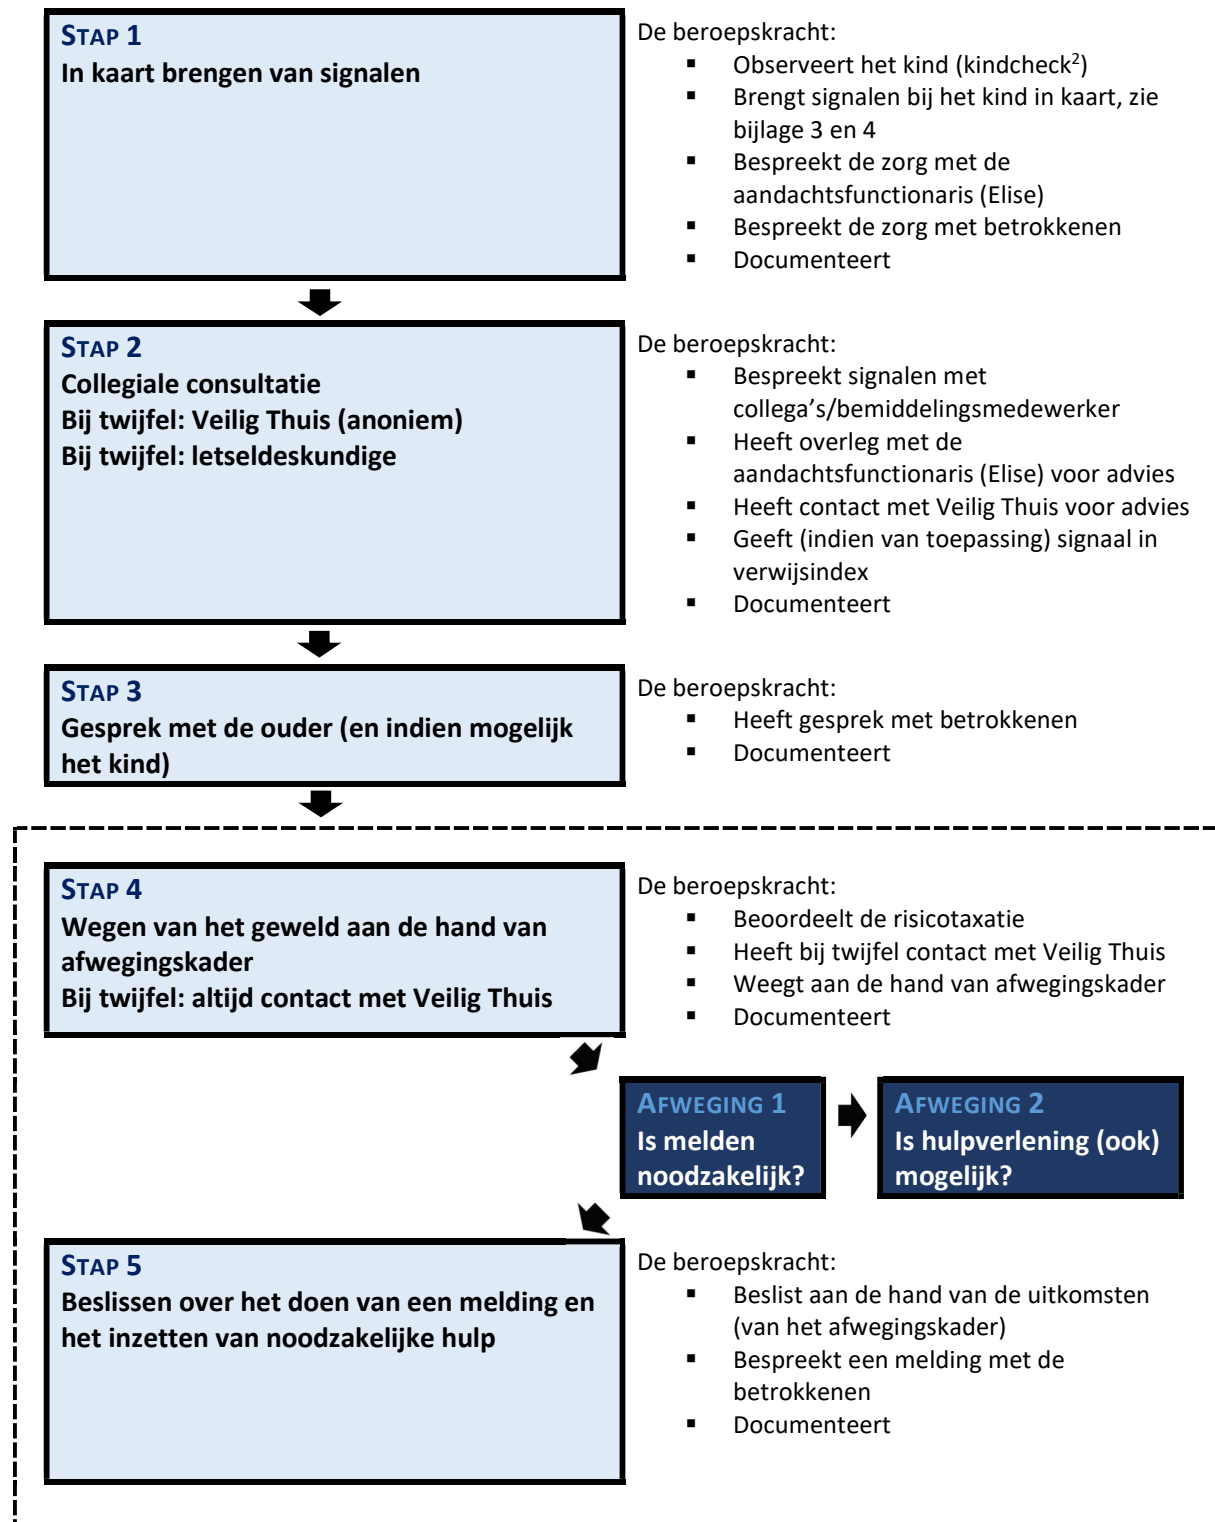 STAP 1
In kaart brengen van signalen
De beroepskracht:
▪ Observeert het kind (kindcheck²)
▪ Brengt signalen bij het kind in kaart, zie
bijlage 3 en 4
▪ Bespreekt de zorg met de
aandachtsfunctionaris (Elise)
▪ Bespreekt de zorg met betrokkenen
▪ Documenteert
STAP 2
Collegiale consultatie
Bij twijfel: Veilig Thuis (anoniem)
Bij twijfel: letseldeskundige
De beroepskracht:
▪ Bespreekt signalen met
collega’s/bemiddelingsmedewerker
▪ Heeft overleg met de
aandachtsfunctionaris (Elise) voor advies
▪ Heeft contact met Veilig Thuis voor advies
▪ Geeft (indien van toepassing) signaal in
verwijsindex
▪ Documenteert
STAP 3
Gesprek met de ouder (en indien mogelijk
het kind)
De beroepskracht:
▪ Heeft gesprek met betrokkenen
▪ Documenteert
STAP 4
Wegen van het geweld aan de hand van
afwegingskader
Bij twijfel: altijd contact met Veilig Thuis
De beroepskracht:
▪ Beoordeelt de risicotaxatie
▪ Heeft bij twijfel contact met Veilig Thuis
▪ Weegt aan de hand van afwegingskader
▪ Documenteert
AFWEGING 1
Is melden
noodzakelijk?
AFWEGING 2
Is hulpverlening (ook)
mogelijk?
STAP 5
Beslissen over het doen van een melding en
het inzetten van noodzakelijke hulp
De beroepskracht:
▪ Beslist aan de hand van de uitkomsten
(van het afwegingskader)
▪ Bespreekt een melding met de
betrokkenen
▪ Documenteert